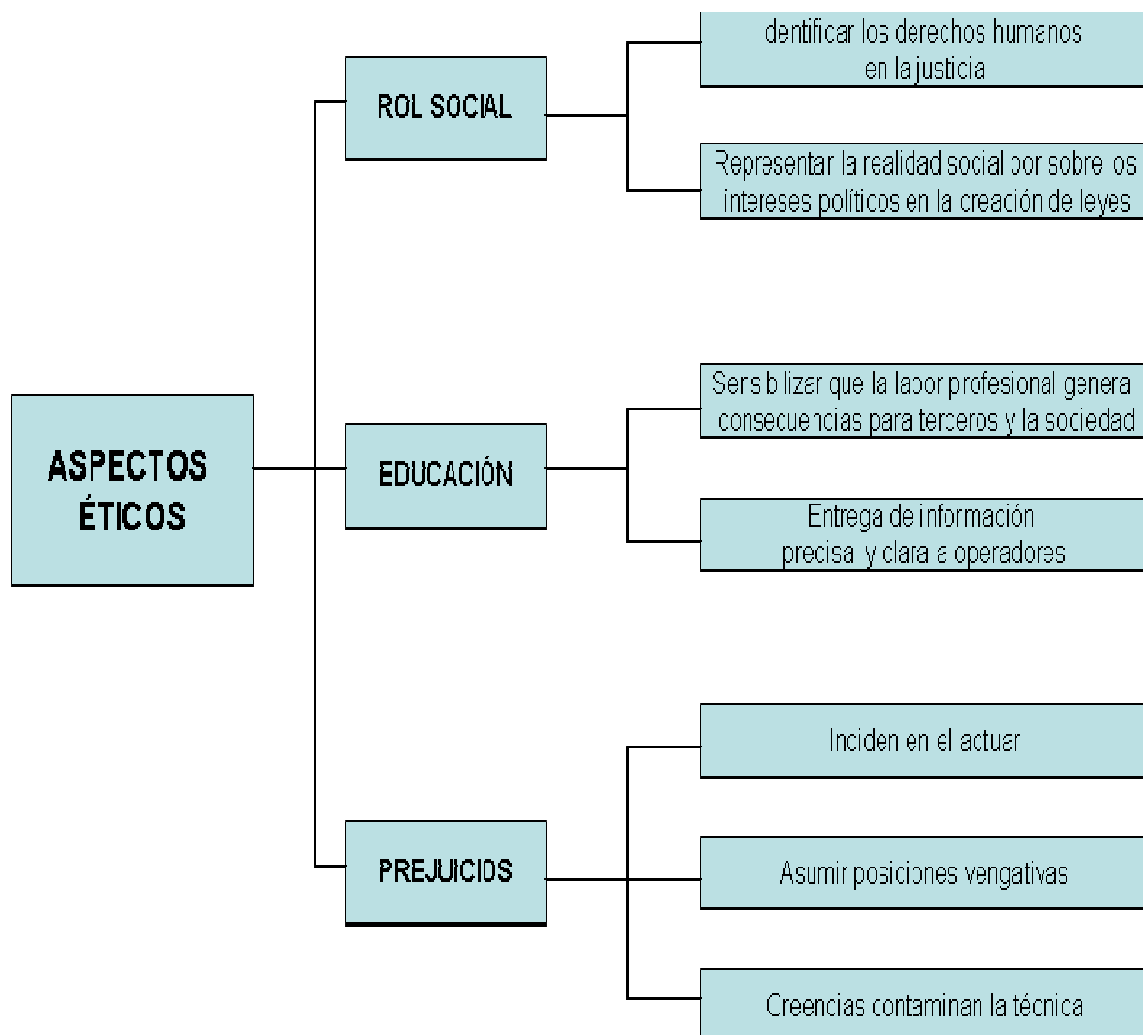 ASPECTOS
ÉTICOS
ROL SOCIAL
dentificar los derechos humanos
en la justicia
Representar la realidad social por sobre los
intereses políticos en la creación de leyes
EDUCACIÓN
Sensibilizar que la labor profesional genera
consecuencias para terceros y la sociedad
Entrega de información
precisa y clara a operadores
PREJUICIOS
Inciden en el actuar
Asumir posiciones vengativas
Creencias contaminan la técnica